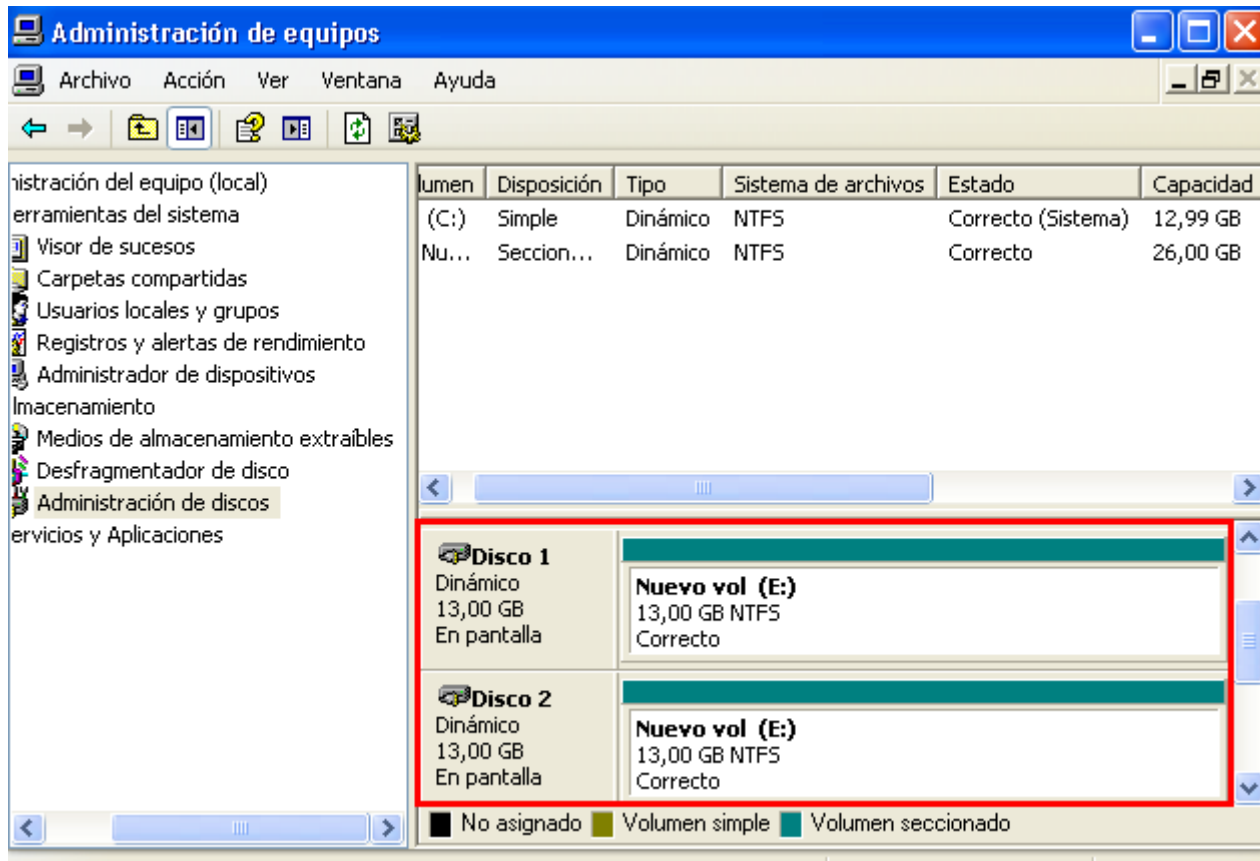 Administración de equipos
Archivo Acción Ver Ventana Ayuda
nistración del equipo (local)
erramientas del sistema
Visor de sucesos
Carpetas compartidas
Usuarios locales y grupos
Registros y alertas de rendimiento
Administrador de dispositivos
lmacenamiento
Medios de almacenamiento extraíbles
Desfragmentador de disco
Administración de discos
ervicios y Aplicaciones
lumen Disposición Tipo Sistema de archivos Estado Capacidad
(C:) Simple Dinámico NTFS Correcto (Sistema) 12,99 GB
Nu... Seccion... Dinámico NTFS Correcto 26,00 GB
Disco 1
Dinámico
13,00 GB
En pantalla
Nuevo vol (E:)
13,00 GB NTFS
Correcto
Disco 2
Dinámico
13,00 GB
En pantalla
Nuevo vol (E:)
13,00 GB NTFS
Correcto
No asignado Volumen simple Volumen seccionado